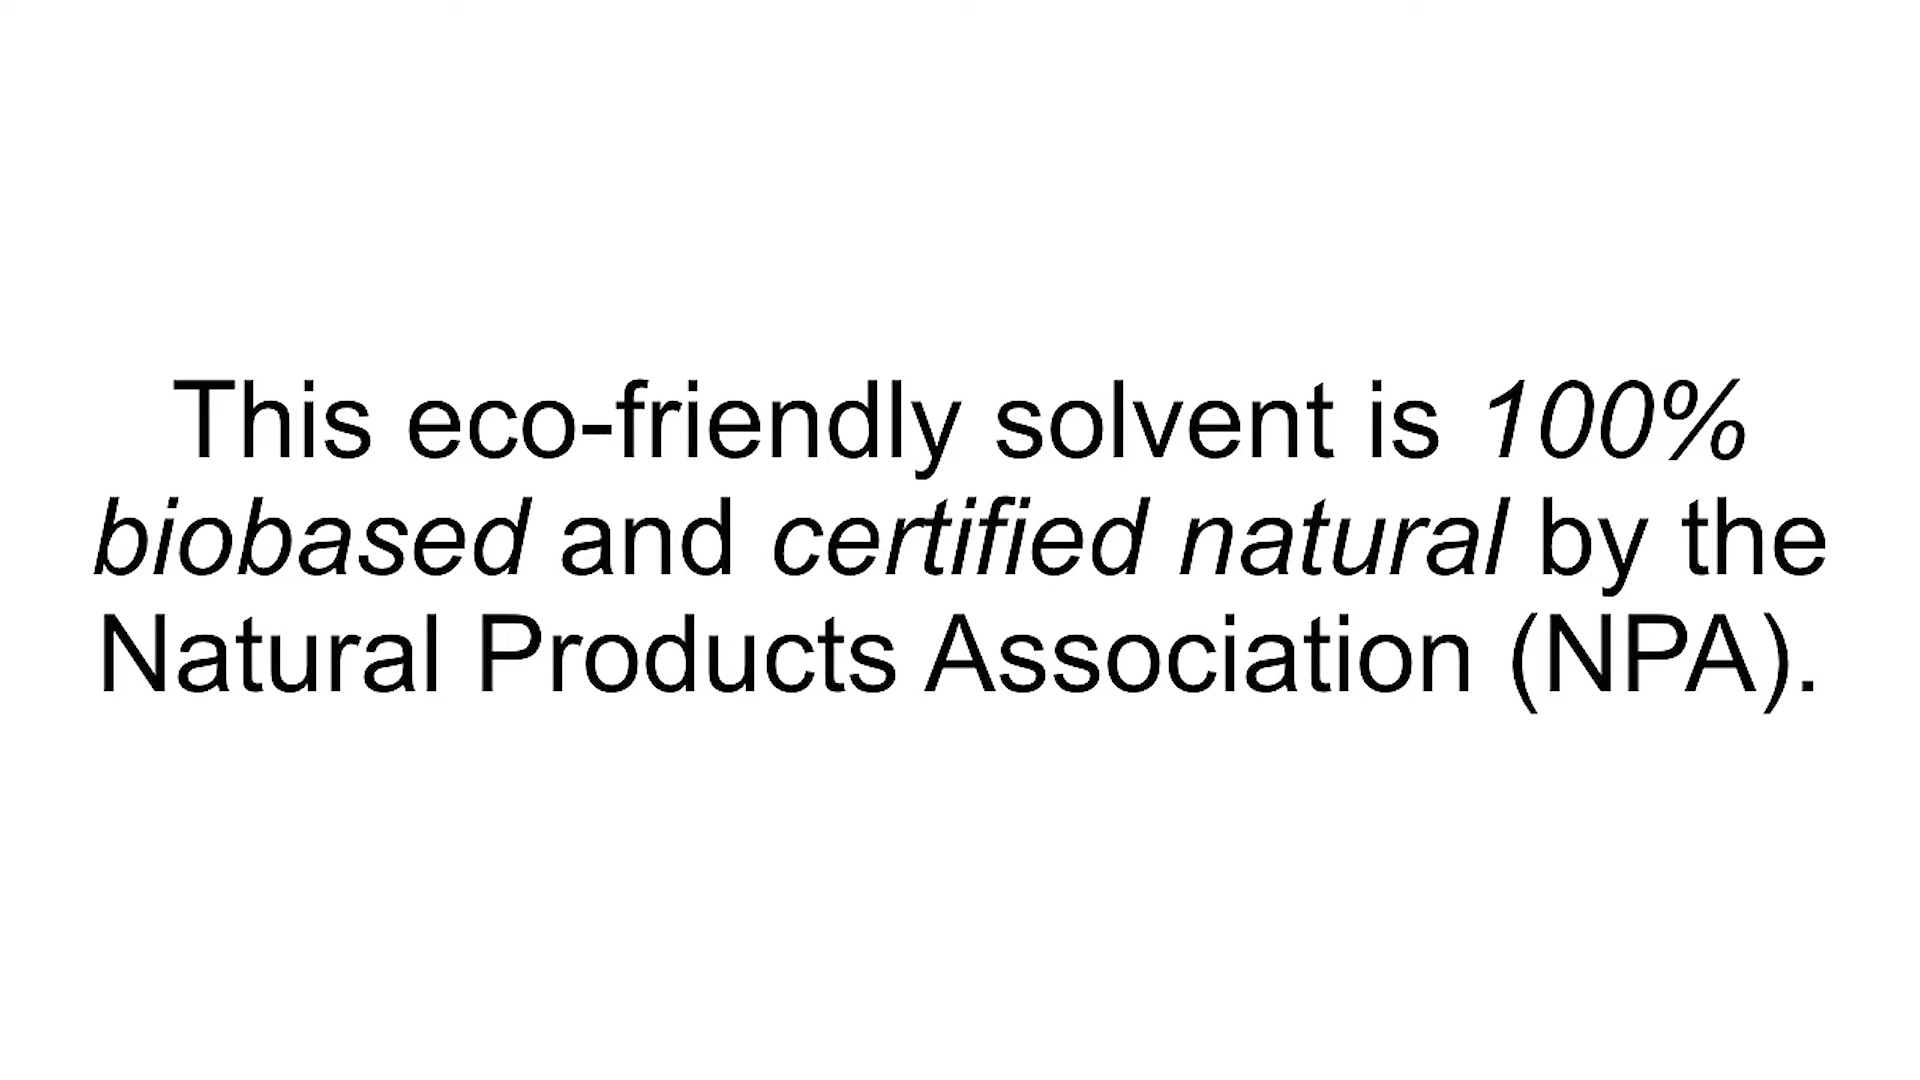 This eco-friendly solvent is 100%
biobased and certified natural by the
Natural Products Association (NPA).